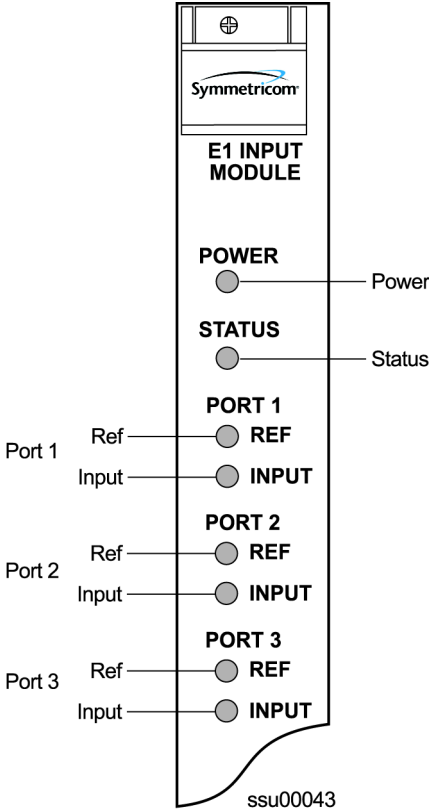 Symmetricom
E1 INPUT
MODULE
POWER
Power
STATUS
Status
PORT 1
Port 1
Ref
REF
Input
INPUT
PORT 2
Port 2
Ref
REF
Input
INPUT
PORT 3
Port 3
Ref
REF
Input
INPUT
ssu00043